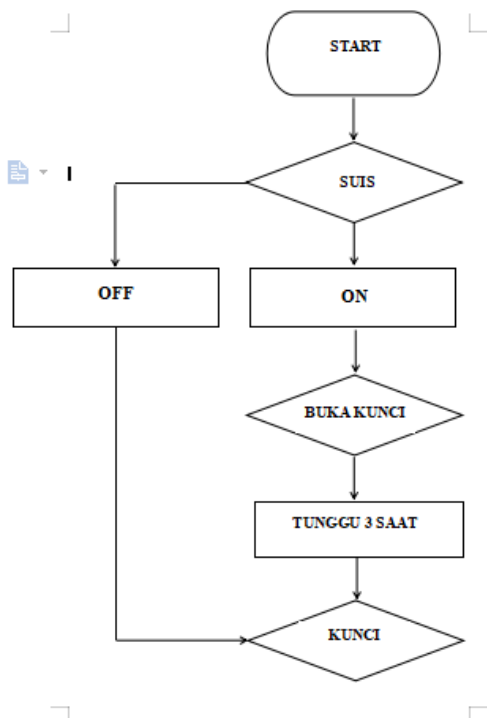 START
SUIS
OFF
ON
BUKA KUNCI
TUNGGU 3 SAAT
KUNCI